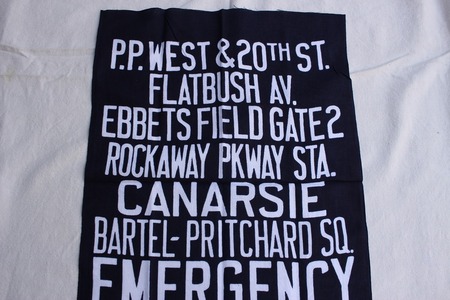 P.P. WEST & 20TH ST.
FLATBUSH AV.
EBBETS FIELD GATE 2
ROCKAWAY PKWAY STA.
CANARSIE
BARTEL-PRITCHARD SQ.
EMERGENCY